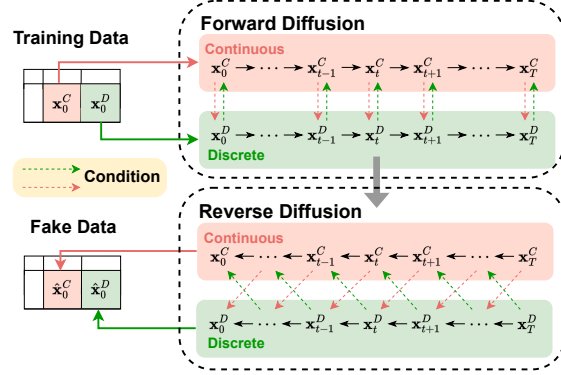 Training Data
x_0^C x_0^D
Condition
Fake Data
x̂_0^C x̂_0^D
Forward Diffusion
Continuous
x_0^C → ⋯ → x_{t-1}^C → x_t^C → x_{t+1}^C → ⋯ → x_T^C
x_0^D → ⋯ → x_{t-1}^D → x_t^D → x_{t+1}^D → ⋯ → x_T^D
Discrete
Reverse Diffusion
Continuous
x_0^C ← ⋯ ← x_{t-1}^C ← x_t^C ← x_{t+1}^C ← ⋯ ← x_T^C
x_0^D ← ⋯ ← x_{t-1}^D ← x_t^D ← x_{t+1}^D ← ⋯ ← x_T^D
Discrete